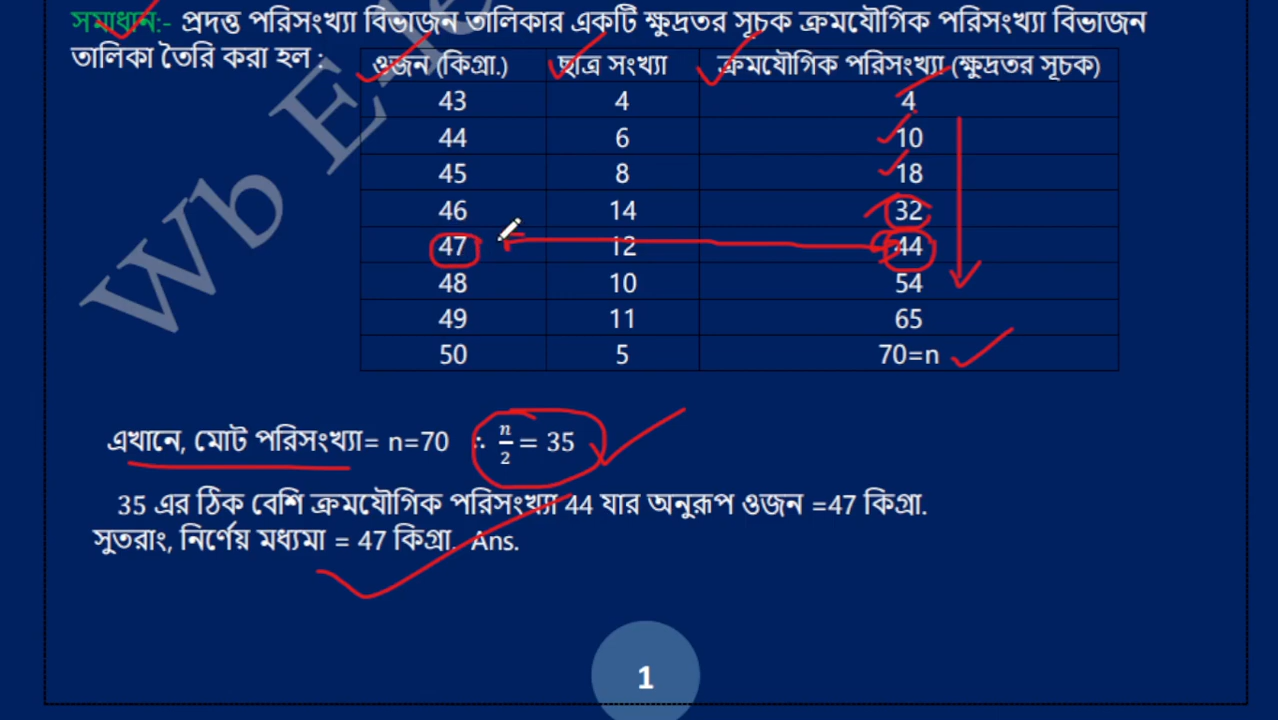 সমাধান:- প্রদত্ত পরিসংখ্যা বিভাজন তালিকার একটি ক্ষুদ্রতর সূচক ক্রমযৌগিক পরিসংখ্যা বিভাজন
তালিকা তৈরি করা হল :
ওজন (কিগ্রা.) ছাত্র সংখ্যা ক্রমযৌগিক পরিসংখ্যা (ক্ষুদ্রতর সূচক)
43 4 4
44 6 10
45 8 18
46 14 32
47 12 44
48 10 54
49 11 65
50 5 70=n
এখানে, মোট পরিসংখ্যা= n=70 ∴ n/2 = 35
35 এর ঠিক বেশি ক্রমযৌগিক পরিসংখ্যা 44 যার অনুরূপ ওজন =47 কিগ্রা.
সুতরাং, নির্ণেয় মধ্যমা = 47 কিগ্রা. Ans.
1